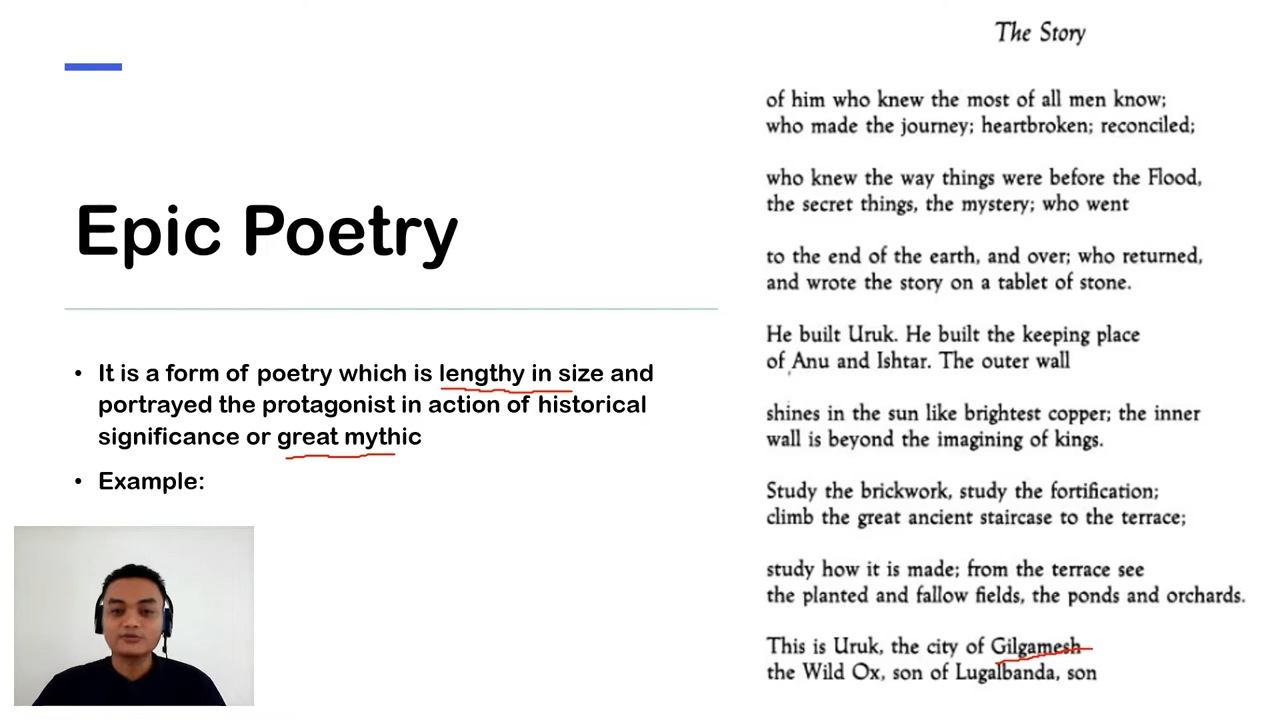 Epic Poetry
• It is a form of poetry which is lengthy in size and
portrayed the protagonist in action of historical
significance or great mythic
• Example:
The Story
of him who knew the most of all men know;
who made the journey; heartbroken; reconciled;
who knew the way things were before the Flood,
the secret things, the mystery; who went
to the end of the earth, and over; who returned,
and wrote the story on a tablet of stone.
He built Uruk. He built the keeping place
of Anu and Ishtar. The outer wall
shines in the sun like brightest copper; the inner
wall is beyond the imagining of kings.
Study the brickwork, study the fortification;
climb the great ancient staircase to the terrace;
study how it is made; from the terrace see
the planted and fallow fields, the ponds and orchards.
This is Uruk, the city of Gilgamesh
the Wild Ox, son of Lugalbanda, son